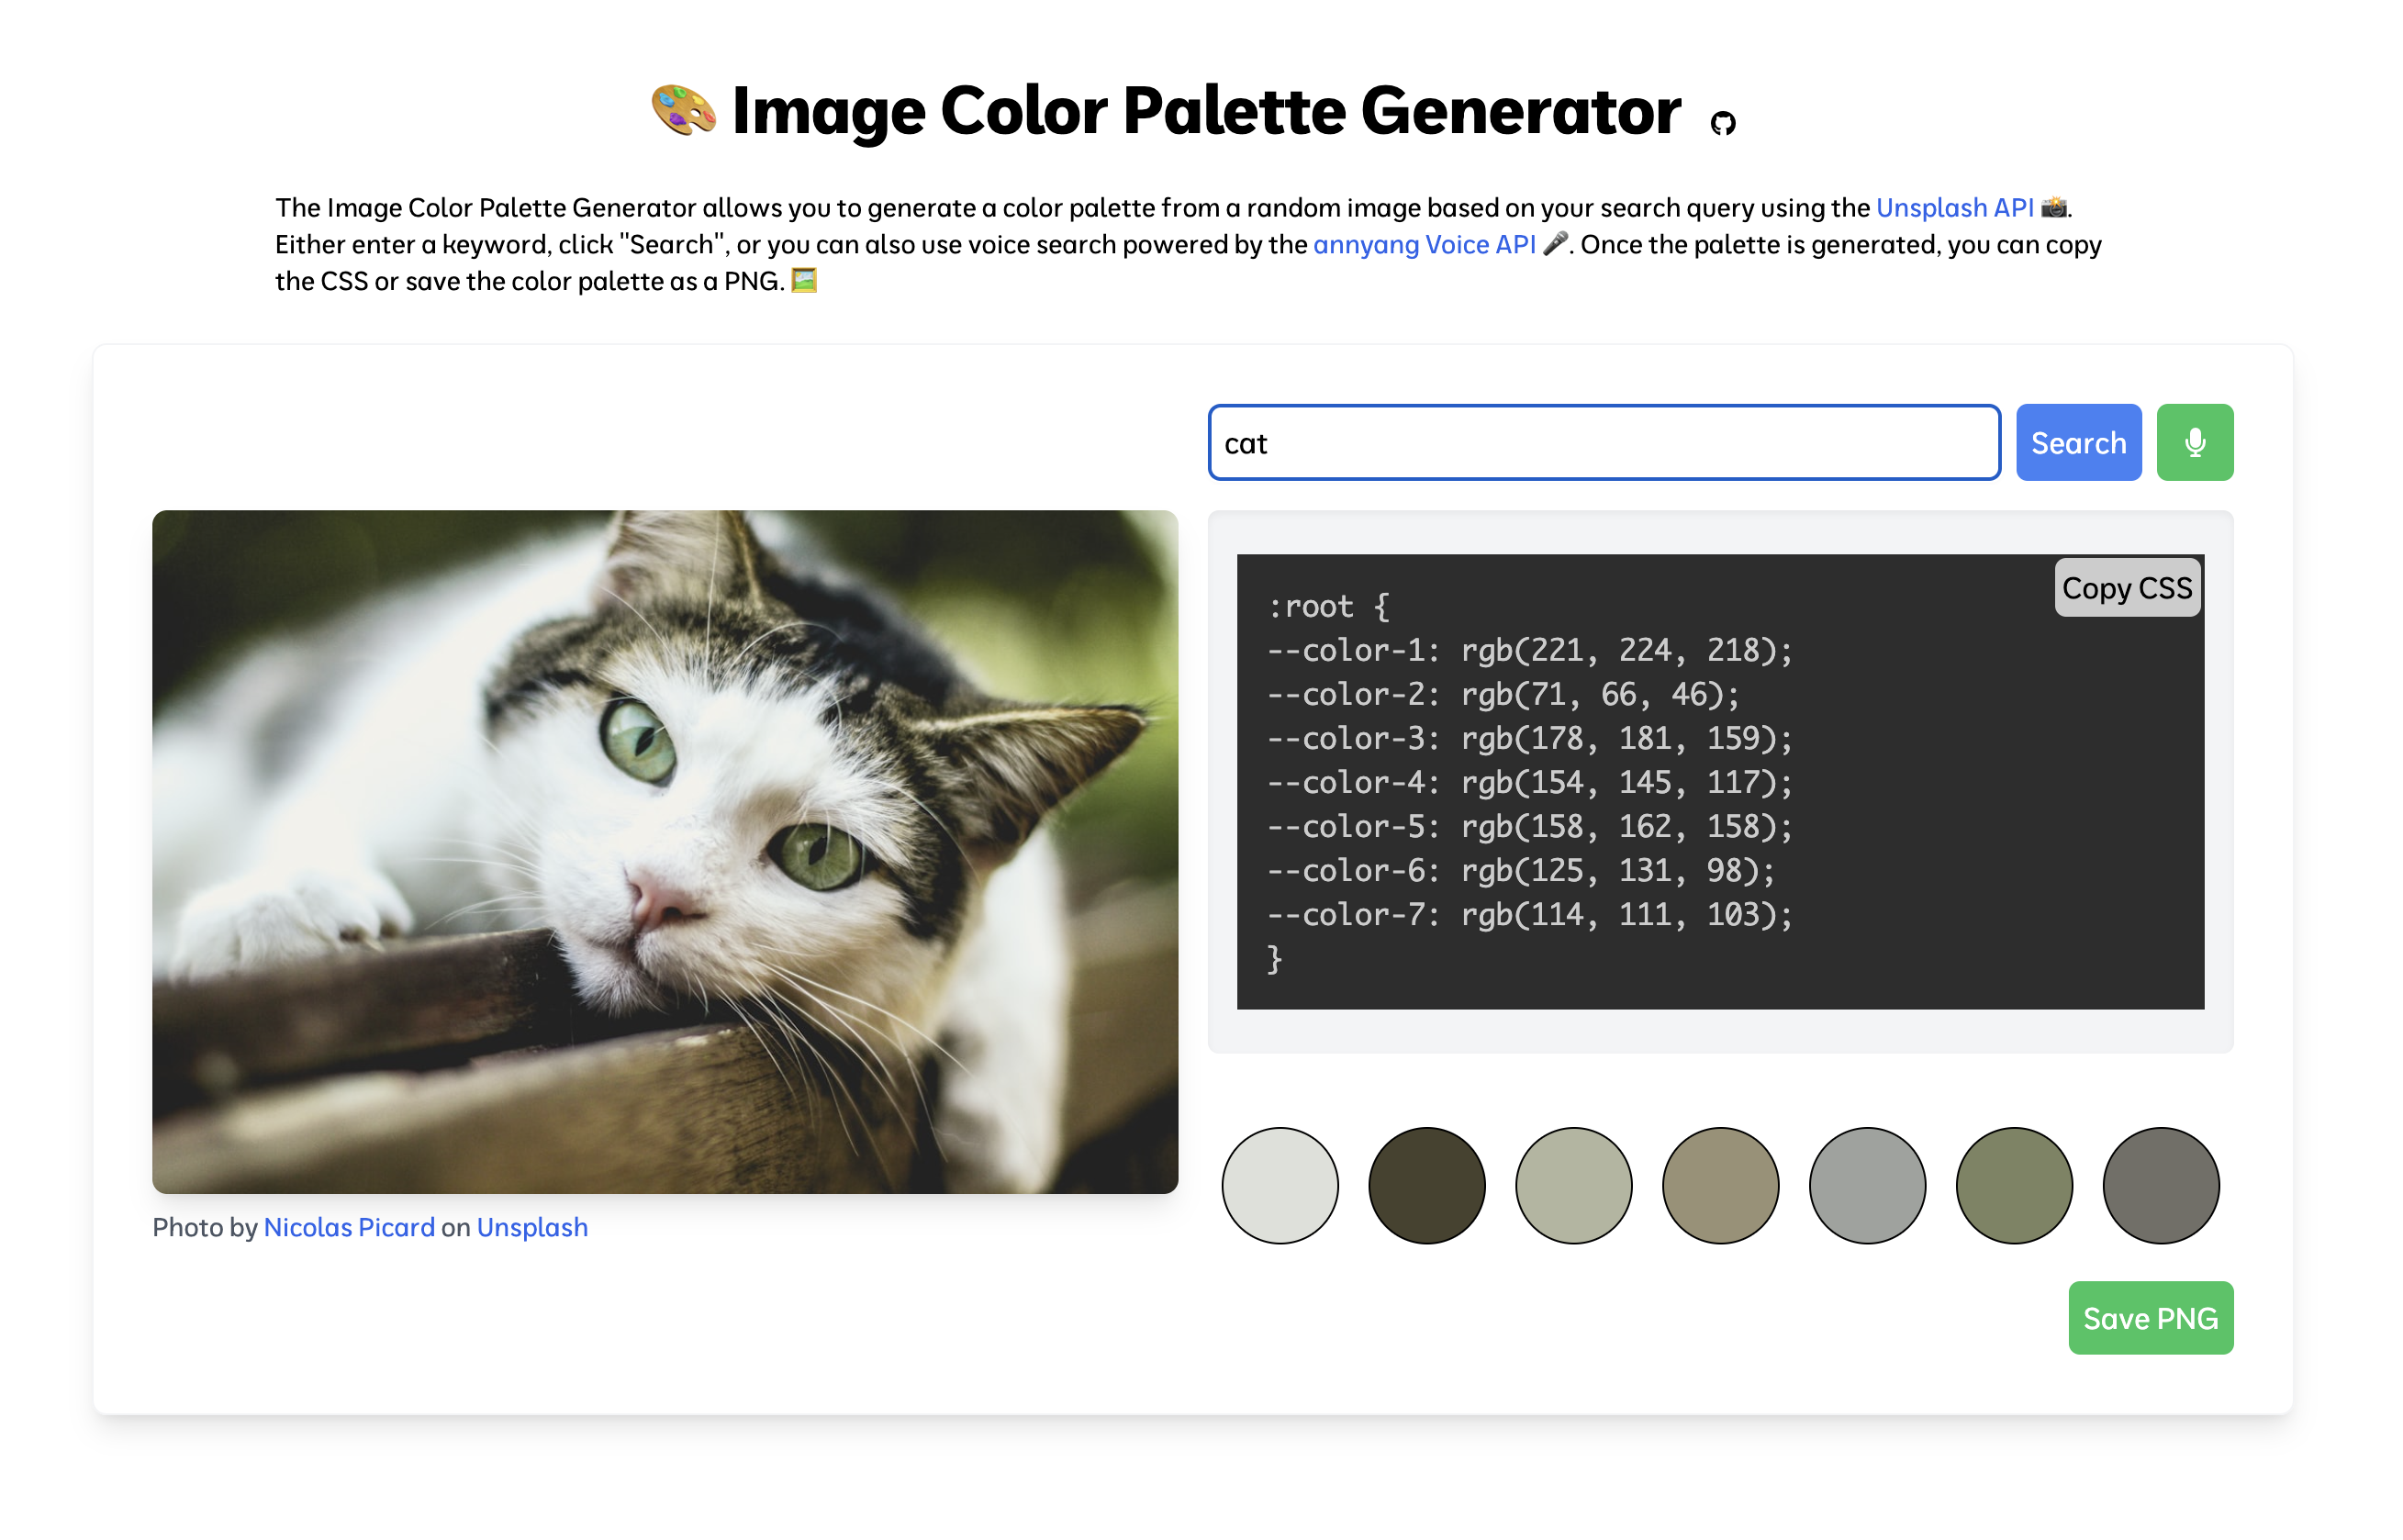 🎨 Image Color Palette Generator
The Image Color Palette Generator allows you to generate a color palette from a random image based on your search query using the Unsplash API 📸.
Either enter a keyword, click "Search", or you can also use voice search powered by the annyang Voice API 🎤. Once the palette is generated, you can copy
the CSS or save the color palette as a PNG. 🖼️
cat
Search
Copy CSS
:root {
--color-1: rgb(221, 224, 218);
--color-2: rgb(71, 66, 46);
--color-3: rgb(178, 181, 159);
--color-4: rgb(154, 145, 117);
--color-5: rgb(158, 162, 158);
--color-6: rgb(125, 131, 98);
--color-7: rgb(114, 111, 103);
}
Photo by Nicolas Picard on Unsplash
Save PNG